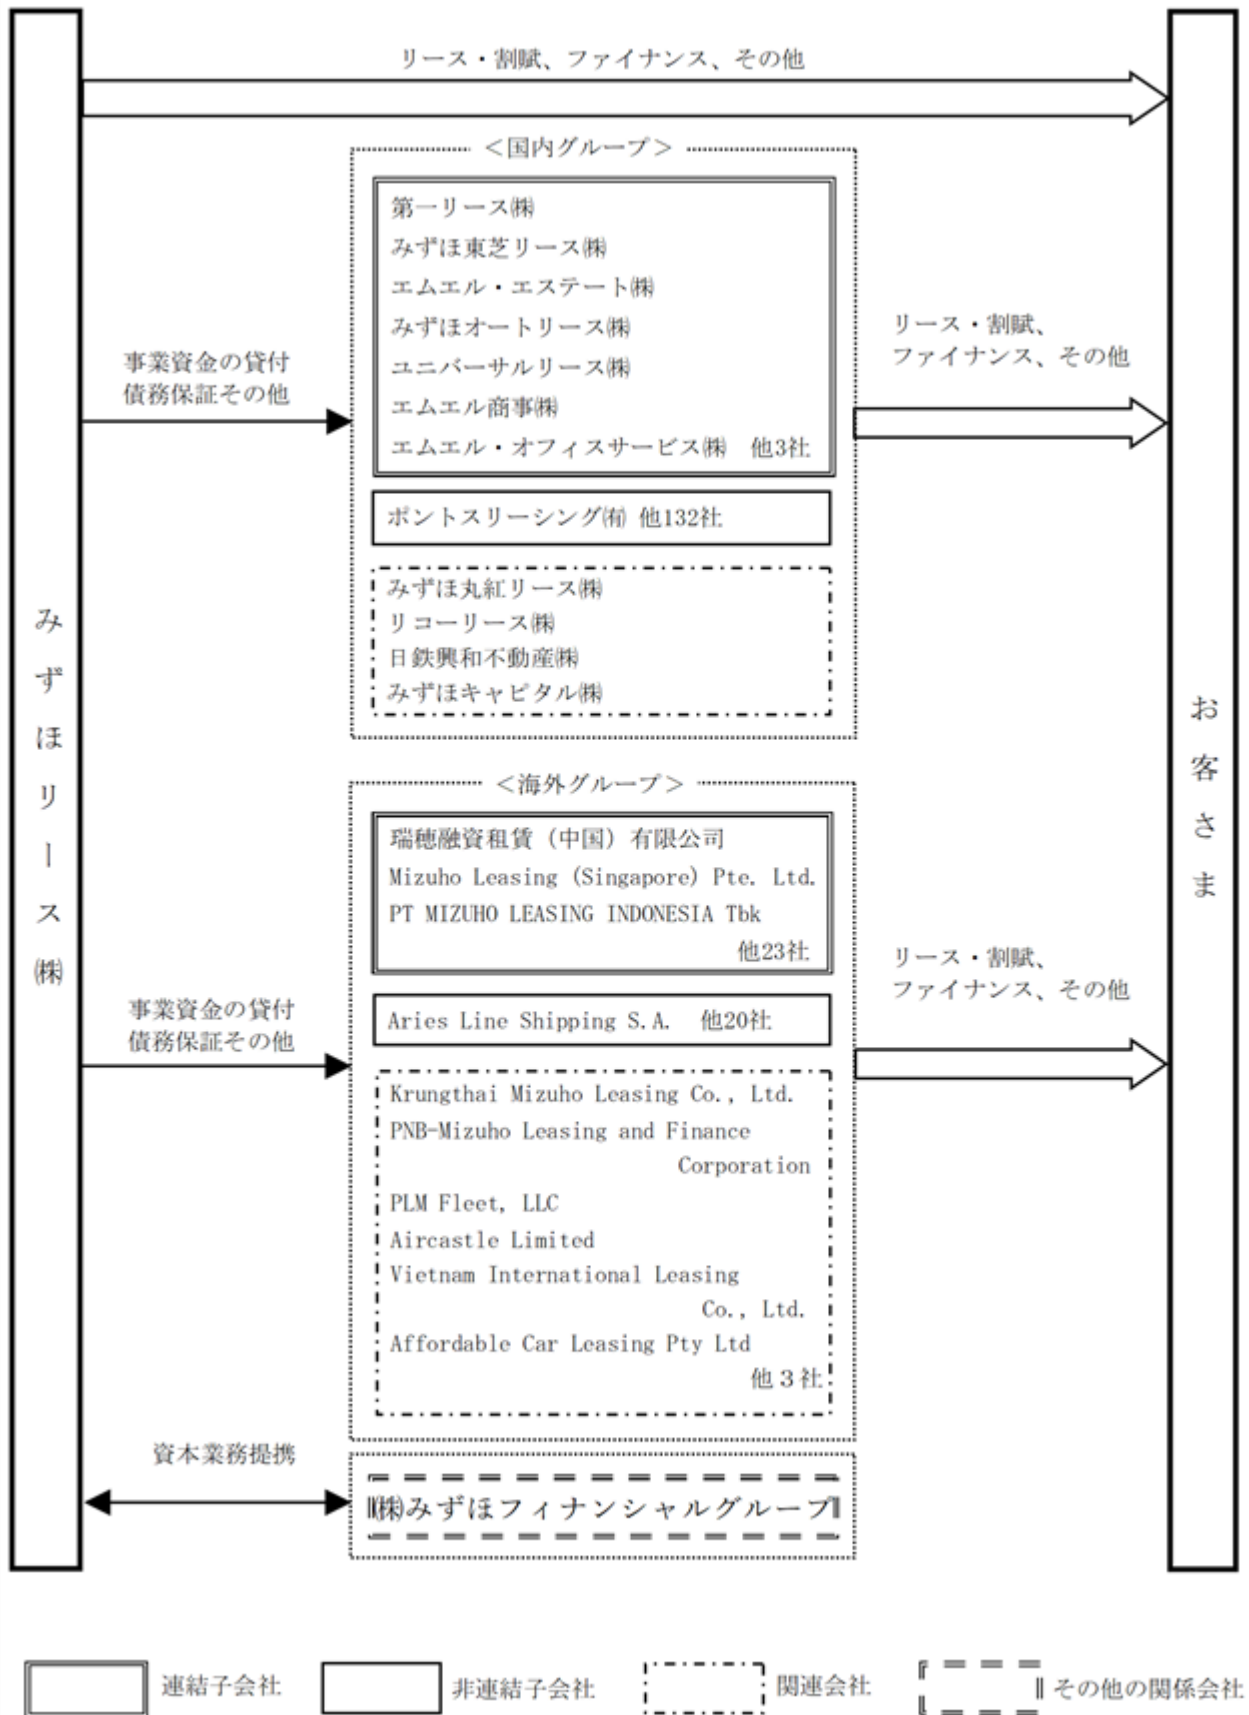 リース・割賦、ファイナンス、その他
＜国内グループ＞
第一リース㈱
みずほ東芝リース㈱
エムエル・エステート㈱
みずほオートリース㈱
ユニバーサルリース㈱
エムエル商事㈱
エムエル・オフィスサービス㈱　他3社
事業資金の貸付
債務保証その他
リース・割賦、
ファイナンス、その他
ポントスリーシング㈲ 他132社
みずほ丸紅リース㈱
リコーリース㈱
日鉄興和不動産㈱
みずほキャピタル㈱
みずほリース㈱
お客さま
＜海外グループ＞
瑞穂融資租賃（中国）有限公司
Mizuho Leasing (Singapore) Pte. Ltd.
PT MIZUHO LEASING INDONESIA Tbk
他23社
事業資金の貸付
債務保証その他
リース・割賦、
ファイナンス、その他
Aries Line Shipping S.A.　他20社
Krungthai Mizuho Leasing Co., Ltd.
PNB-Mizuho Leasing and Finance
Corporation
PLM Fleet, LLC
Aircastle Limited
Vietnam International Leasing
Co., Ltd.
Affordable Car Leasing Pty Ltd
他３社
資本業務提携
㈱みずほフィナンシャルグループ
連結子会社
非連結子会社
関連会社
その他の関係会社